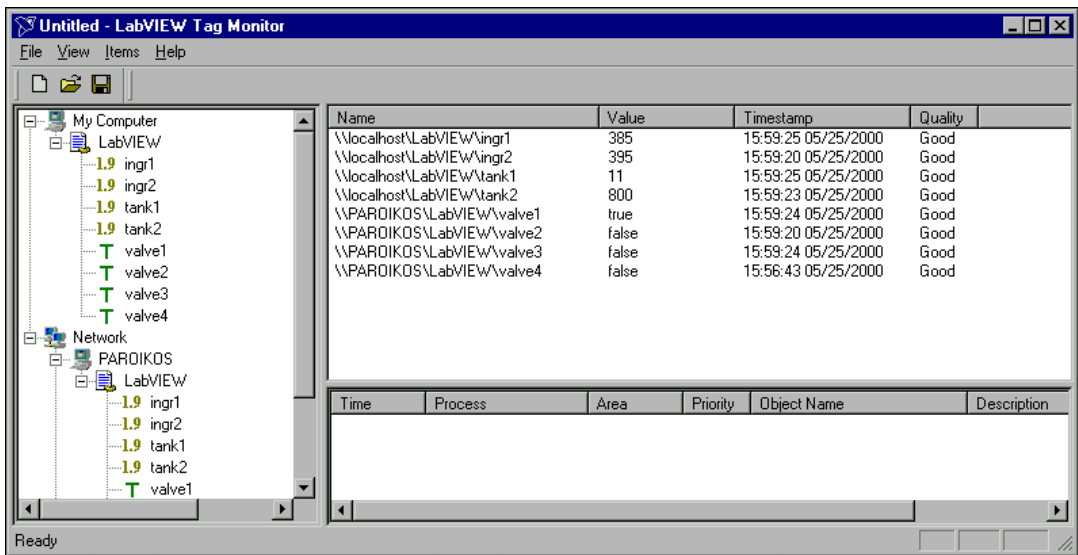 Untitled - LabVIEW Tag Monitor
File View Items Help
My Computer
LabVIEW
1.9 ingr1
1.9 ingr2
1.9 tank1
1.9 tank2
T valve1
T valve2
T valve3
T valve4
Network
PAROIKOS
LabVIEW
1.9 ingr1
1.9 ingr2
1.9 tank1
1.9 tank2
T valve1
Name Value Timestamp Quality
\\localhost\LabVIEW\ingr1 385 15:59:25 05/25/2000 Good
\\localhost\LabVIEW\ingr2 395 15:59:20 05/25/2000 Good
\\localhost\LabVIEW\tank1 11 15:59:25 05/25/2000 Good
\\localhost\LabVIEW\tank2 800 15:59:23 05/25/2000 Good
\\PAROIKOS\LabVIEW\valve1 true 15:59:24 05/25/2000 Good
\\PAROIKOS\LabVIEW\valve2 false 15:59:20 05/25/2000 Good
\\PAROIKOS\LabVIEW\valve3 false 15:59:24 05/25/2000 Good
\\PAROIKOS\LabVIEW\valve4 false 15:56:43 05/25/2000 Good
Time Process Area Priority Object Name Description
Ready